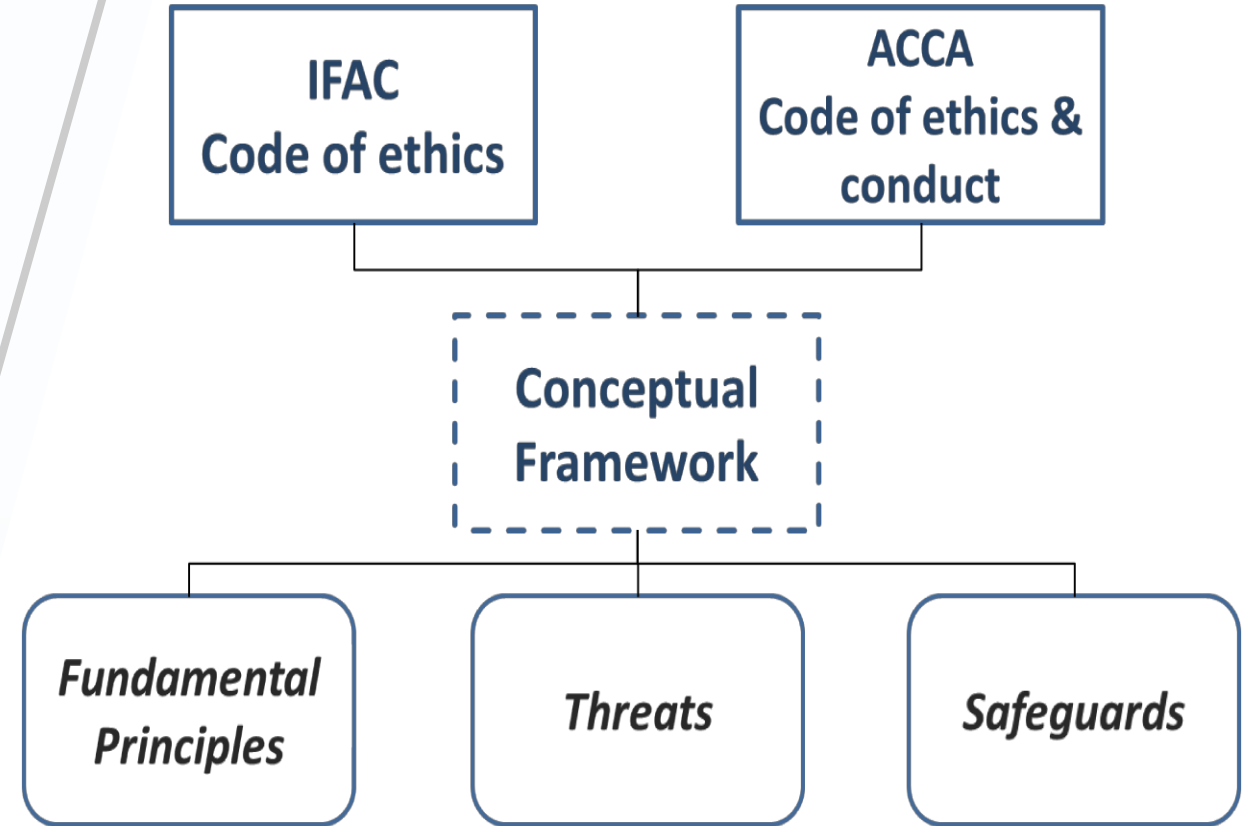 IFAC
Code of ethics
ACCA
Code of ethics &
conduct
Conceptual
Framework
Fundamental
Principles
Threats
Safeguards